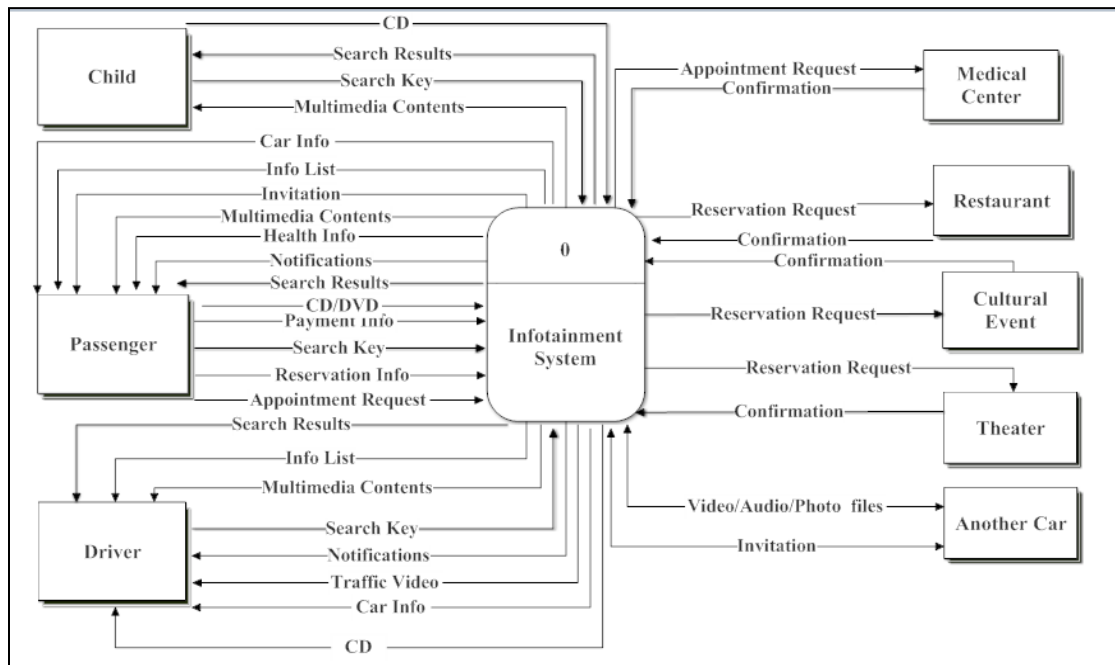 CD
Child
Search Results
Search Key
Multimedia Contents
Appointment Request
Confirmation
Medical
Center
Car Info
Info List
Invitation
Multimedia Contents
Health Info
Notifications
Search Results
CD/DVD
Payment Info
Search Key
Reservation Info
Appointment Request
Passenger
0
Infotainment
System
Reservation Request
Restaurant
Confirmation
Confirmation
Reservation Request
Cultural
Event
Reservation Request
Confirmation
Theater
Search Results
Info List
Multimedia Contents
Search Key
Driver
Notifications
Traffic Video
Car Info
CD
Video/Audio/Photo files
Another Car
Invitation